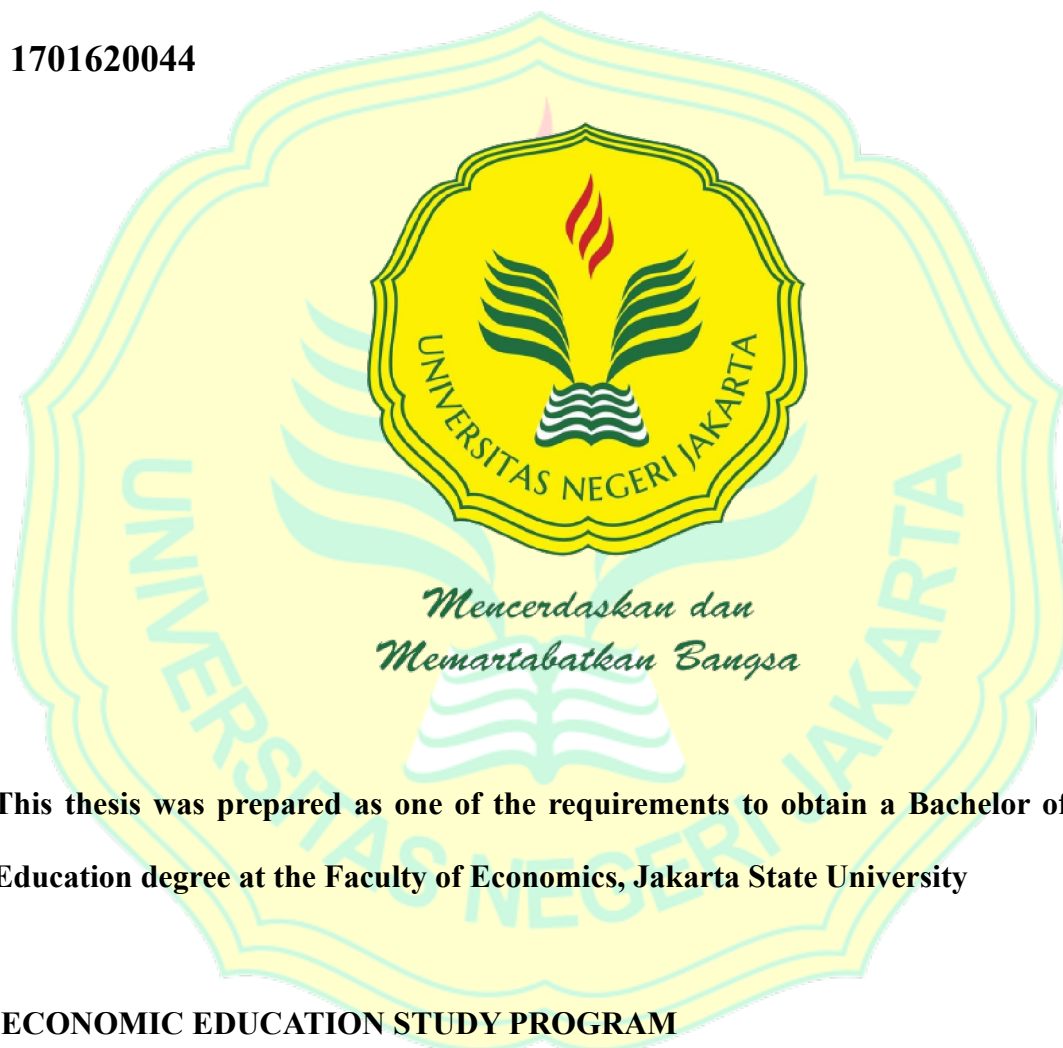 1701620044
UNIVERSITAS NEGERI JAKARTA
Mencerdaskan dan
Memartabatkan Bangsa
This thesis was prepared as one of the requirements to obtain a Bachelor of
Education degree at the Faculty of Economics, Jakarta State University
ECONOMIC EDUCATION STUDY PROGRAM
UNIVERSITAS NEGERI JAKARTA